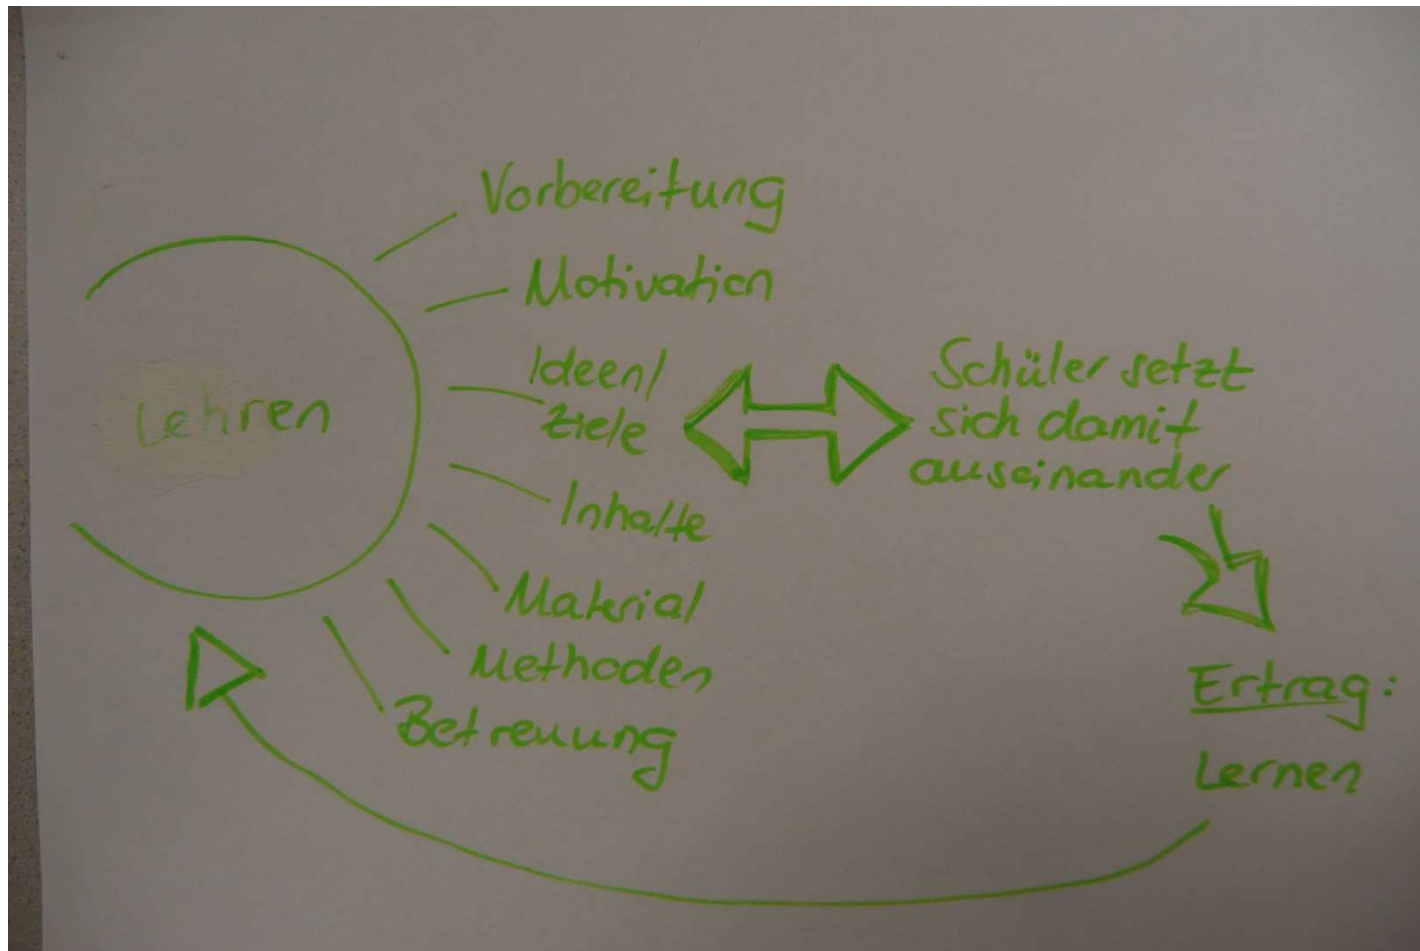 Vorbereitung
Motivation
Ideen/
Ziele
Lehren
Inhalte
Material
Methoden
Betreuung
Schüler setzt
sich damit
auseinander
Ertrag:
Lernen